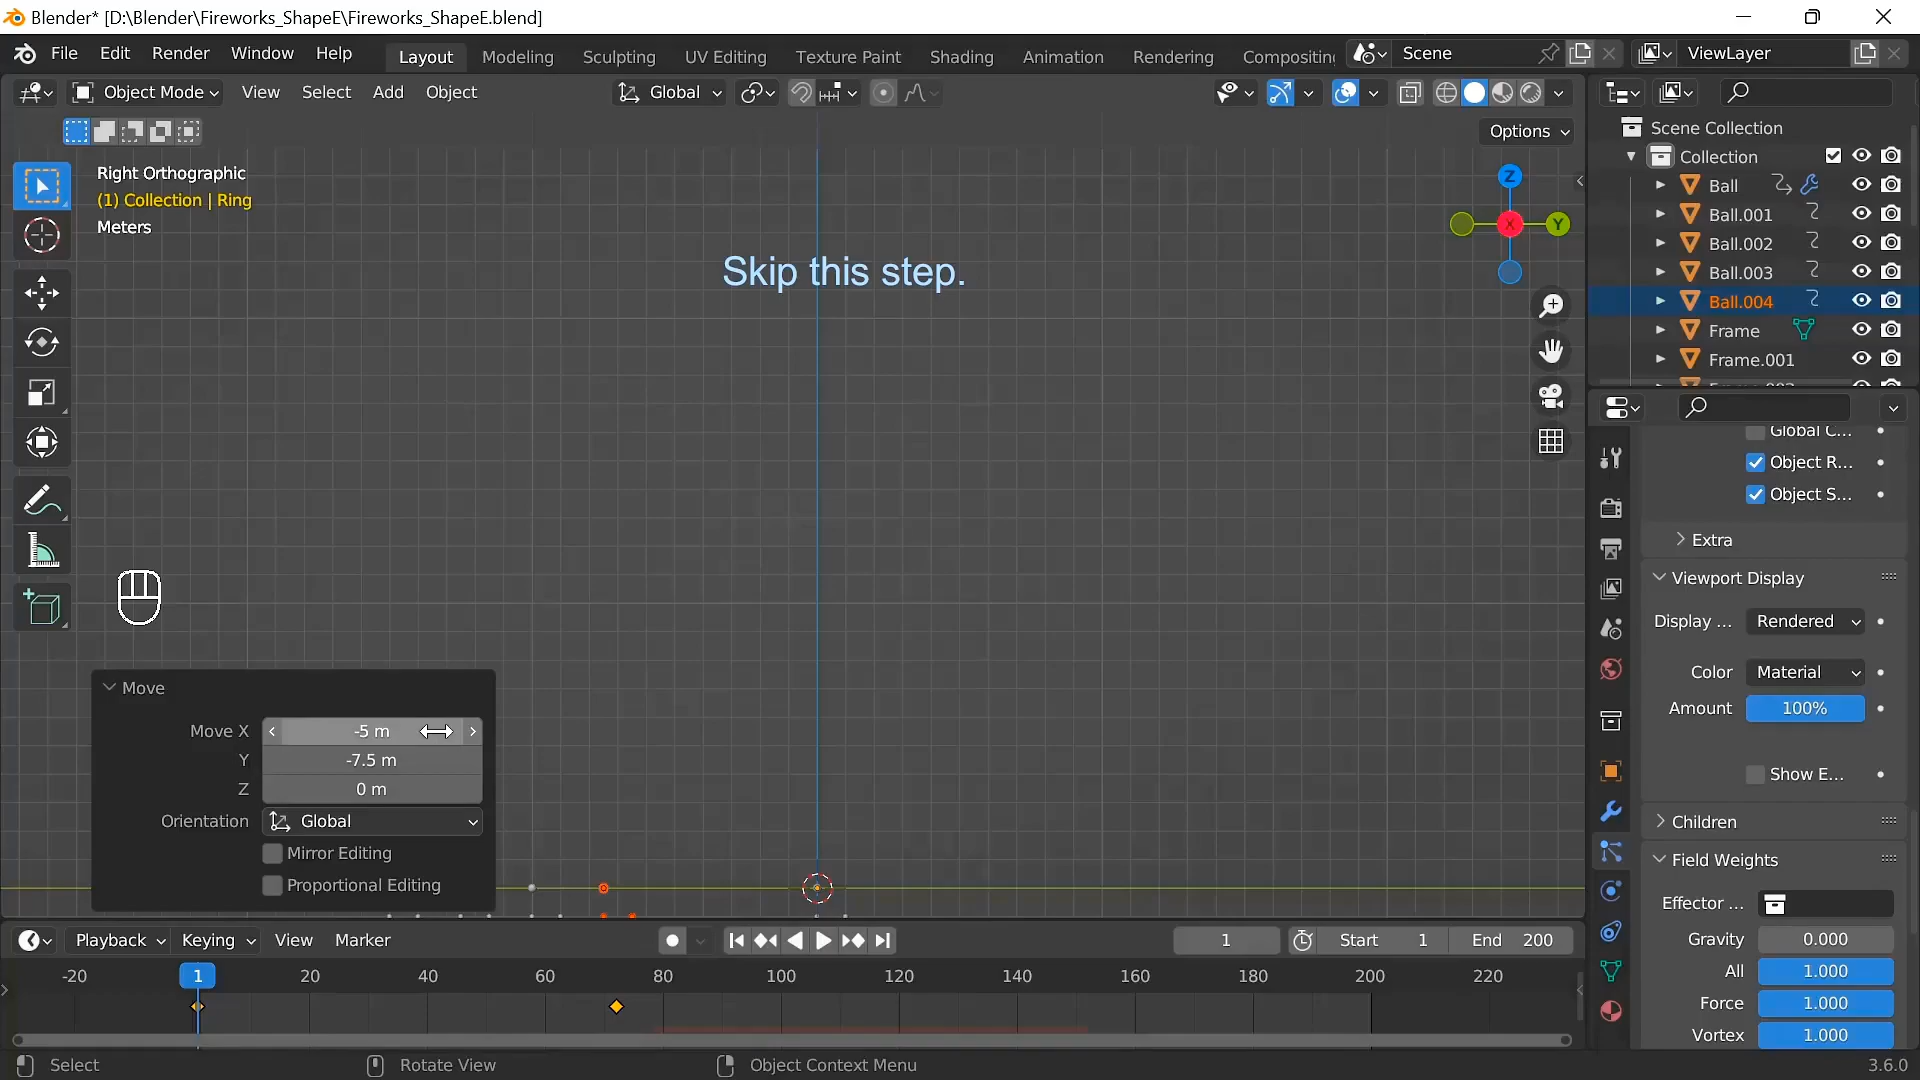 Blender* [D:\Blender\Fireworks_ShapeE\Fireworks_ShapeE.blend]
File Edit Render Window Help Layout Modeling Sculpting UV Editing Texture Paint Shading Animation Rendering Compositing Scene ViewLayer
Object Mode View Select Add Object Global
Options
Scene Collection
Collection
Ball
Ball.001
Ball.002
Ball.003
Ball.004
Frame
Frame.001
Right Orthographic
(1) Collection | Ring
Meters
Z
X
Y
Skip this step.
Global C...
Object R...
Object S...
Extra
Viewport Display
Display ... Rendered
Color Material
Amount 100%
Show E...
Children
Field Weights
Effector ...
Gravity 0.000
All 1.000
Force 1.000
Vortex 1.000
Move
Move X -5 m
Y -7.5 m
Z 0 m
Orientation Global
Mirror Editing
Proportional Editing
Playback Keying View Marker 1 Start 1 End 200
-20 1 20 40 60 80 100 120 140 160 180 200 220
Select Rotate View Object Context Menu 3.6.0